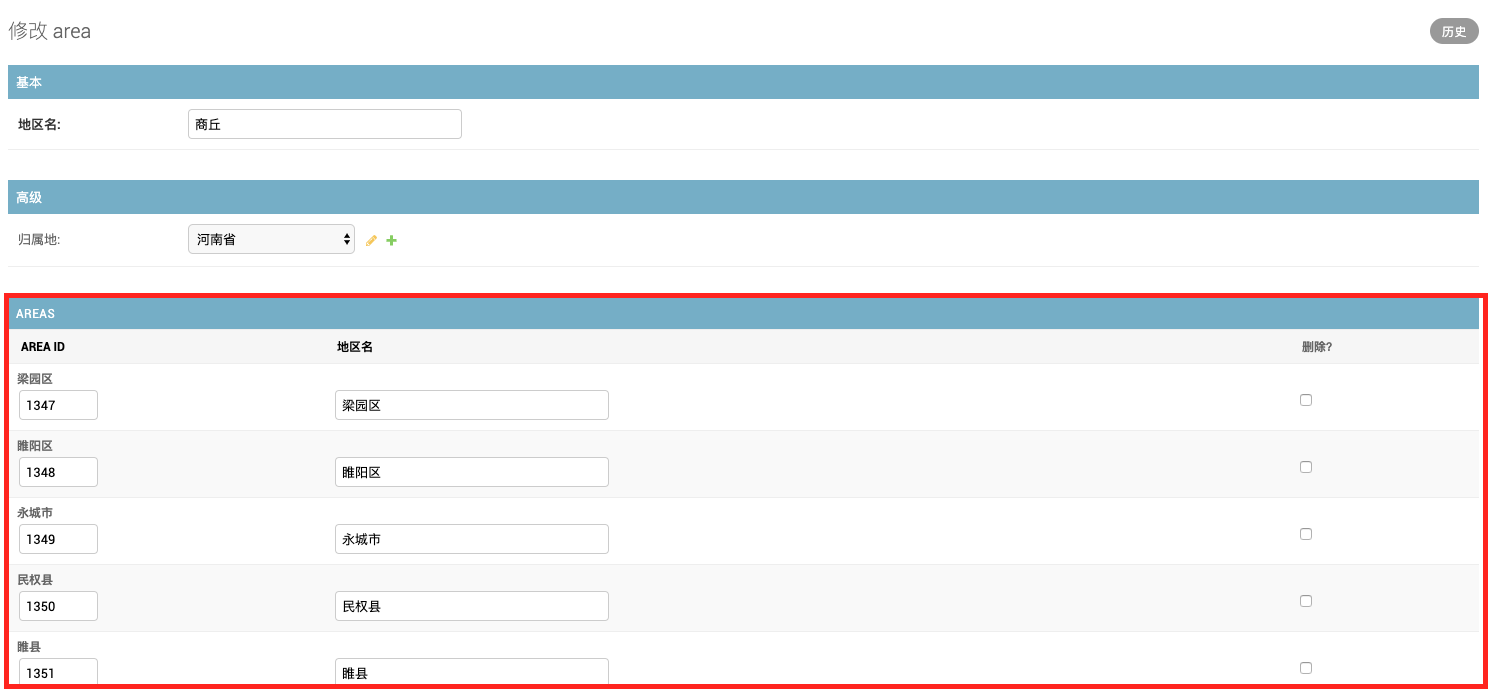 修改 area
历史
基本
地区名: 商丘
高级
归属地: 河南省
AREAS
AREA ID 地区名 删除?
梁园区
1347 梁园区
睢阳区
1348 睢阳区
永城市
1349 永城市
民权县
1350 民权县
睢县
1351 睢县